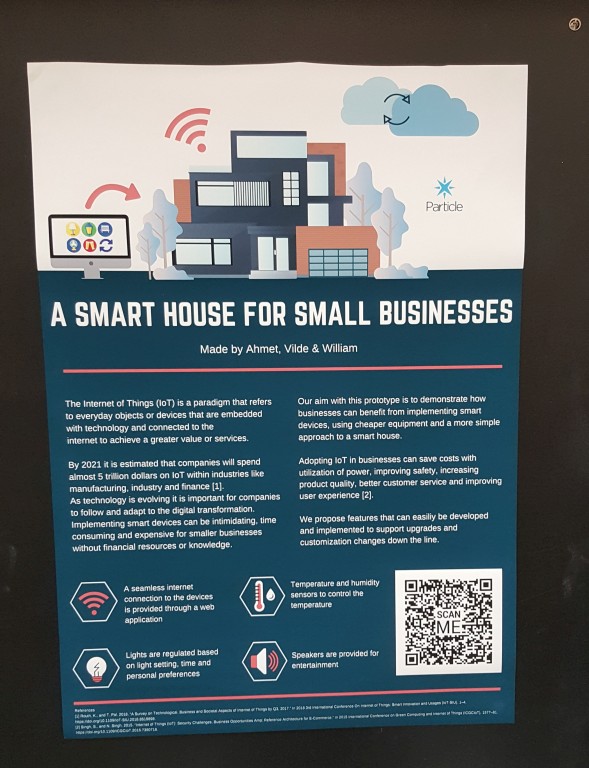 Particle
A SMART HOUSE FOR SMALL BUSINESSES
Made by Ahmet, Vilde & William
The Internet of Things (IoT) is a paradigm that refers
to everyday objects or devices that are embedded
with technology and connected to the
internet to achieve a greater value or services.
By 2021 it is estimated that companies will spend
almost 5 trillion dollars on IoT within industries like
manufacturing, industry and finance [1].
As technology is evolving it is important for companies
to follow and adapt to the digital transformation.
Implementing smart devices can be intimidating, time
consuming and expensive for smaller businesses
without financial resources or knowledge.
Our aim with this prototype is to demonstrate how
businesses can benefit from implementing smart
devices, using cheaper equipment and a more simple
approach to a smart house.
Adopting IoT in businesses can save costs with
utilization of power, improving safety, increasing
product quality, better customer service and improving
user experience [2].
We propose features that can easiliy be developed
and implemented to support upgrades and
customization changes down the line.
A seamless internet
connection to the devices
is provided through a web
application
Temperature and humidity
sensors to control the
temperature
Lights are regulated based
on light setting, time and
personal preferences
Speakers are provided for
entertainment
SCAN
ME
References